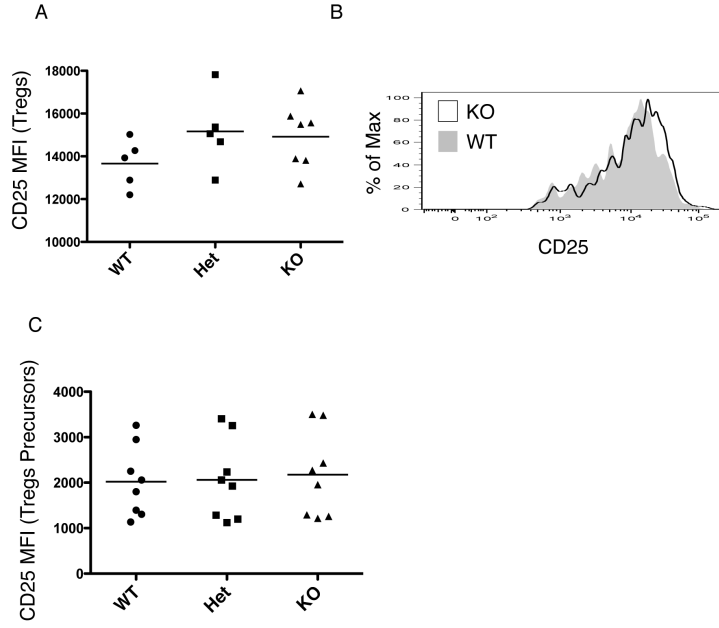 A
CD25 MFI (Tregs)
18000
16000
14000
12000
10000
WT
Het
KO
B
% of Max
100
80
60
40
20
0
KO
WT
0
10²
10³
10⁴
10⁵
CD25
C
CD25 MFI (Tregs Precursors)
4000
3000
2000
1000
0
WT
Het
KO